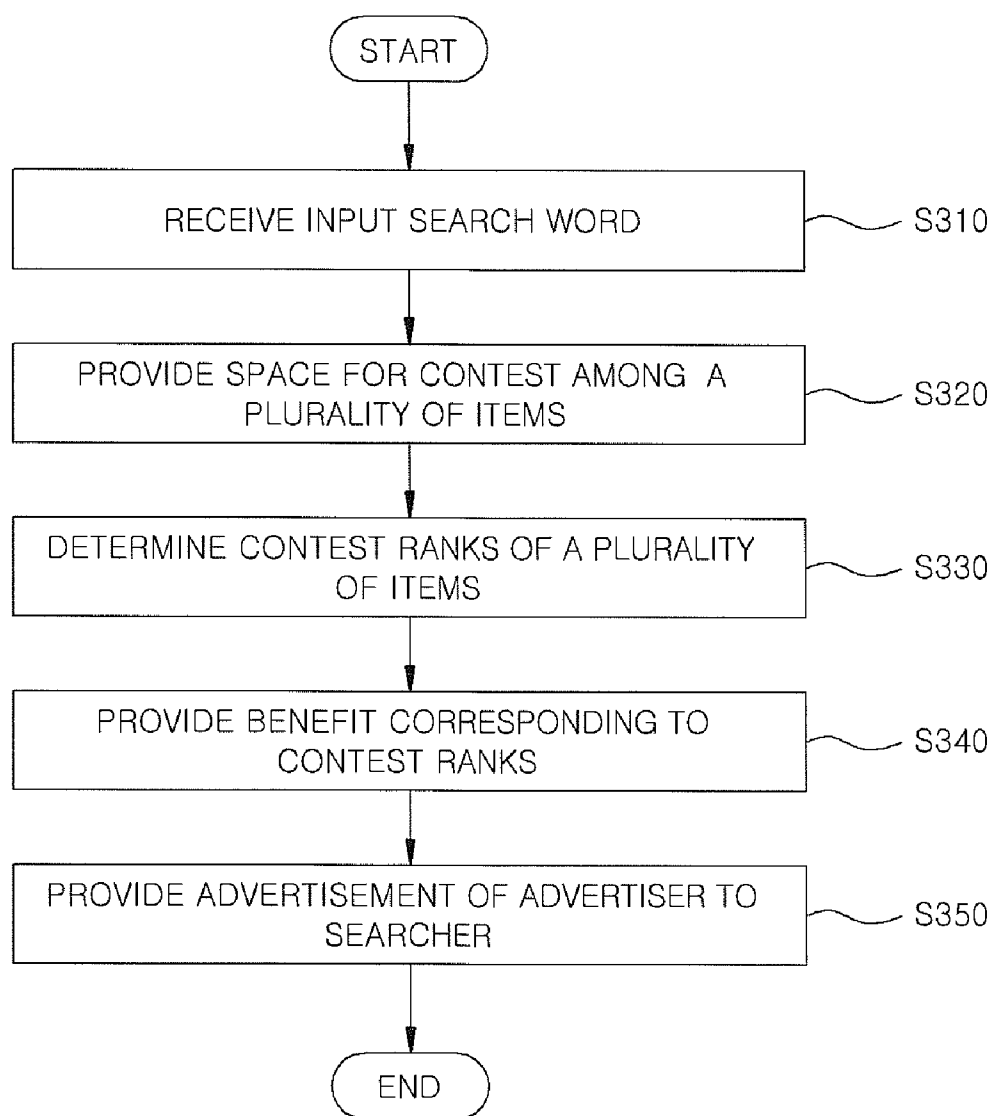 START
RECEIVE INPUT SEARCH WORD
S310
PROVIDE SPACE FOR CONTEST AMONG A
PLURALITY OF ITEMS
S320
DETERMINE CONTEST RANKS OF A PLURALITY
OF ITEMS
S330
PROVIDE BENEFIT CORRESPONDING TO
CONTEST RANKS
S340
PROVIDE ADVERTISEMENT OF ADVERTISER TO
SEARCHER
S350
END